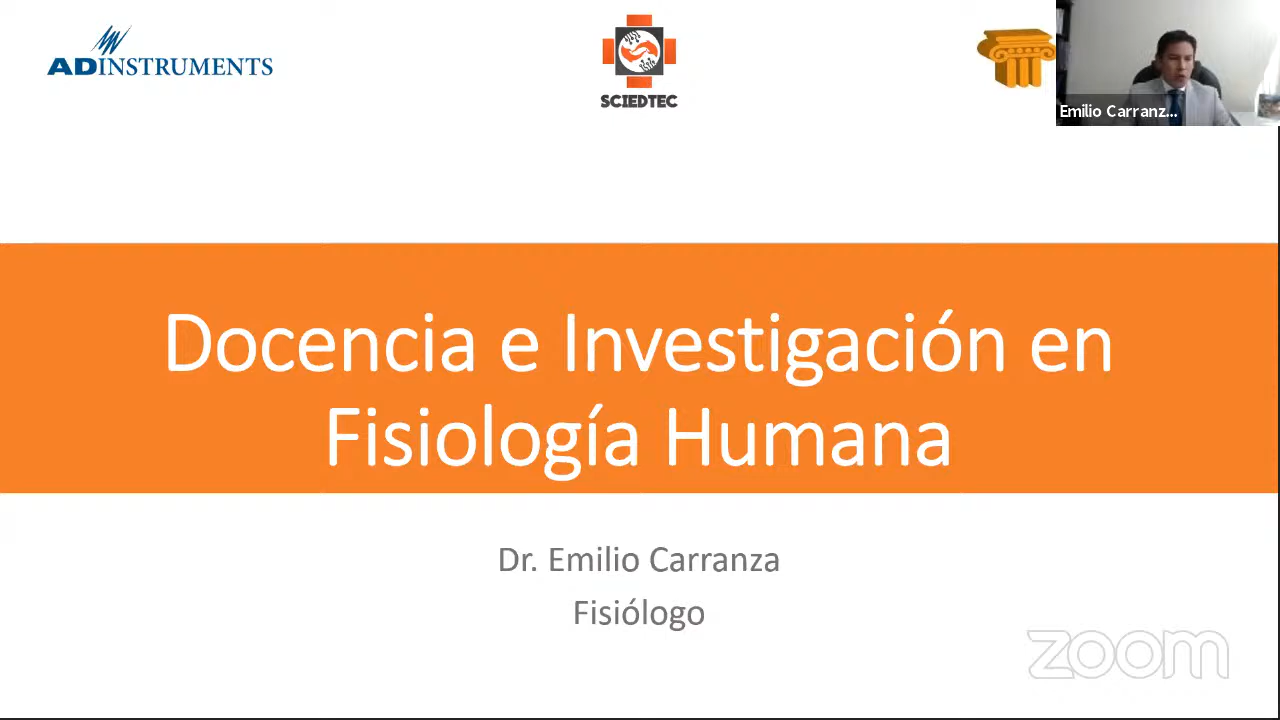 ADINSTRUMENTS
SCIEDTEC
Emilio Carranz...
Docencia e Investigación en
Fisiología Humana
Dr. Emilio Carranza
Fisiólogo
zoom